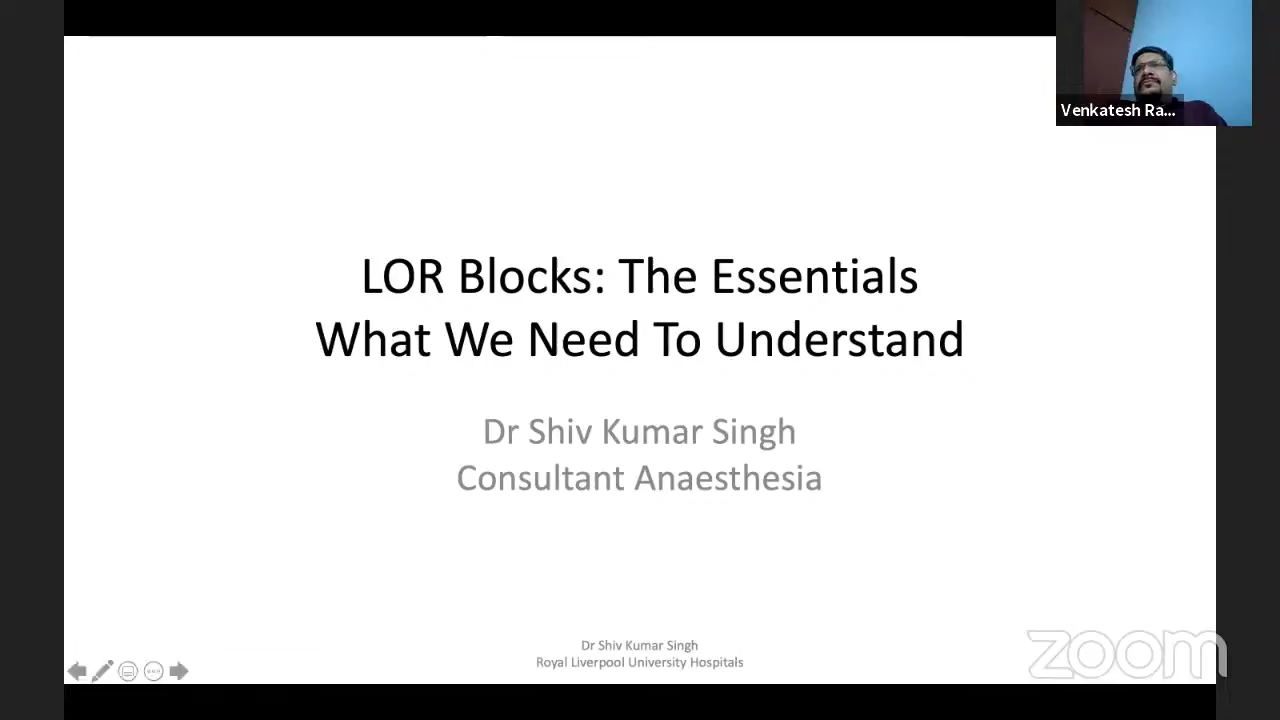 Venkatesh Ra...
LOR Blocks: The Essentials
What We Need To Understand
Dr Shiv Kumar Singh
Consultant Anaesthesia
Dr Shiv Kumar Singh
Royal Liverpool University Hospitals
zoom